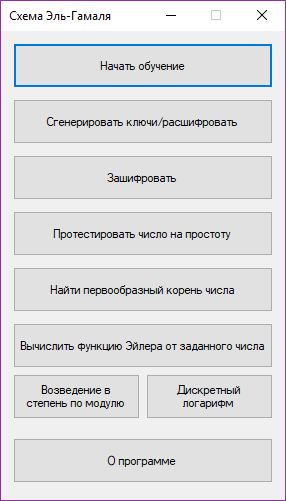 Схема Эль-Гамаля
Начать обучение
Сгенерировать ключи/расшифровать
Зашифровать
Протестировать число на простоту
Найти первообразный корень числа
Вычислить функцию Эйлера от заданного числа
Возведение в
степень по модулю
Дискретный
логарифм
О программе